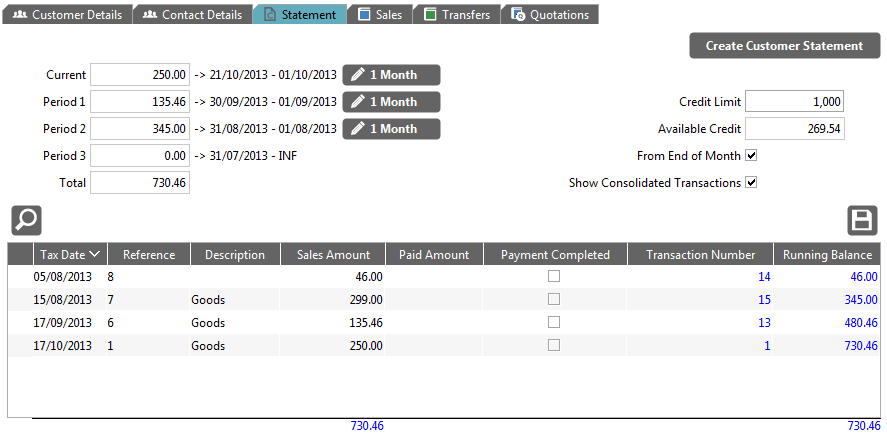 Customer Details Contact Details Statement Sales Transfers Quotations
Create Customer Statement
Current 250.00 -> 21/10/2013 - 01/10/2013 1 Month
Period 1 135.46 -> 30/09/2013 - 01/09/2013 1 Month
Credit Limit 1,000
Period 2 345.00 -> 31/08/2013 - 01/08/2013 1 Month
Available Credit 269.54
Period 3 0.00 -> 31/07/2013 - INF
From End of Month
Total 730.46
Show Consolidated Transactions
Tax Date Reference Description Sales Amount Paid Amount Payment Completed Transaction Number Running Balance
05/08/2013 8 46.00 14 46.00
15/08/2013 7 Goods 299.00 15 345.00
17/09/2013 6 Goods 135.46 13 480.46
17/10/2013 1 Goods 250.00 1 730.46
730.46 730.46